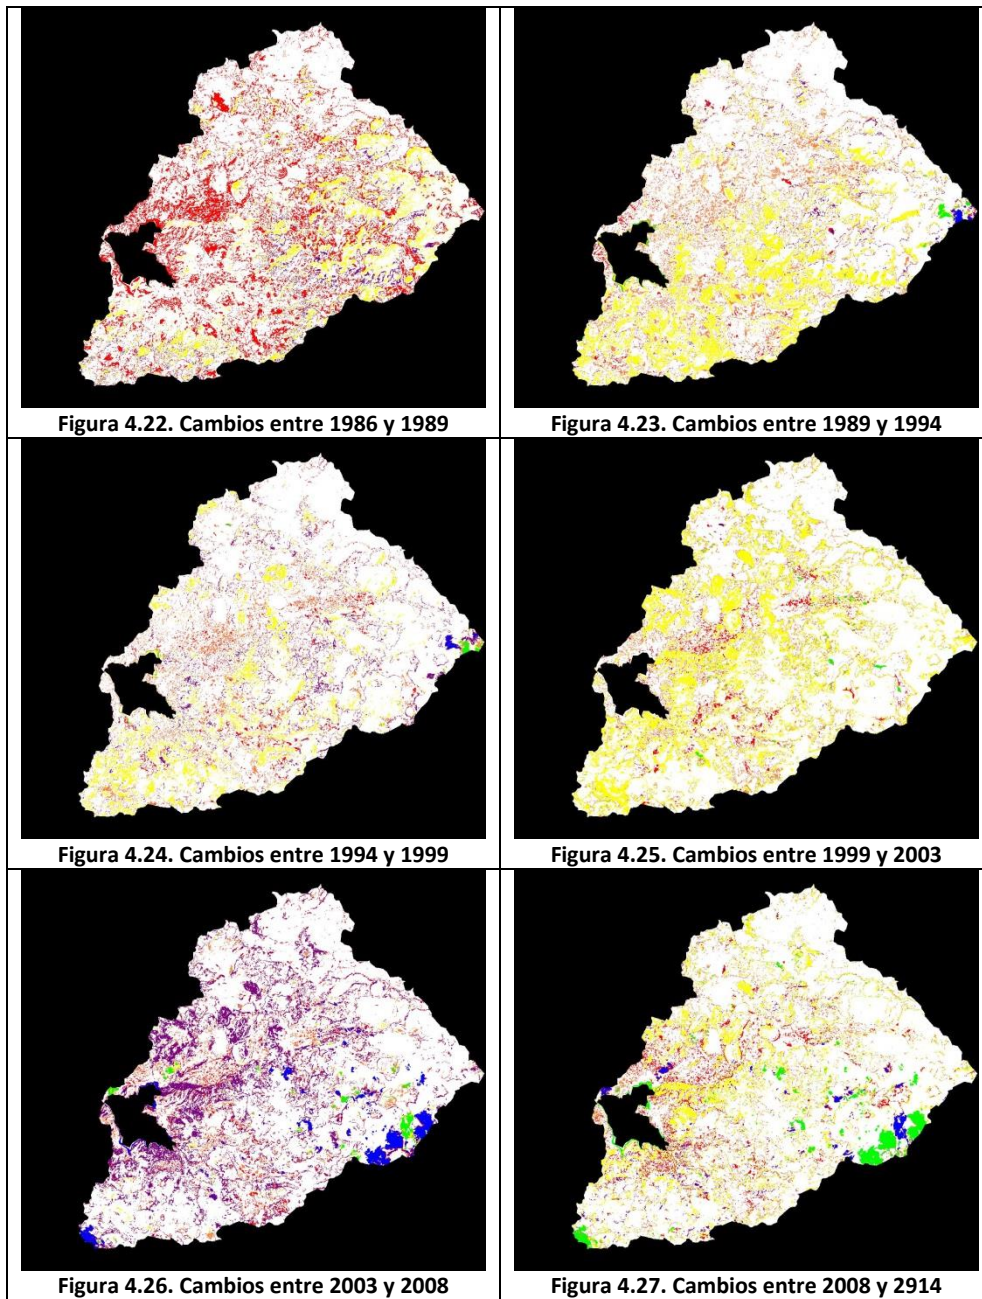 Figura 4.22. Cambios entre 1986 y 1989
Figura 4.23. Cambios entre 1989 y 1994
Figura 4.24. Cambios entre 1994 y 1999
Figura 4.25. Cambios entre 1999 y 2003
Figura 4.26. Cambios entre 2003 y 2008
Figura 4.27. Cambios entre 2008 y 2914